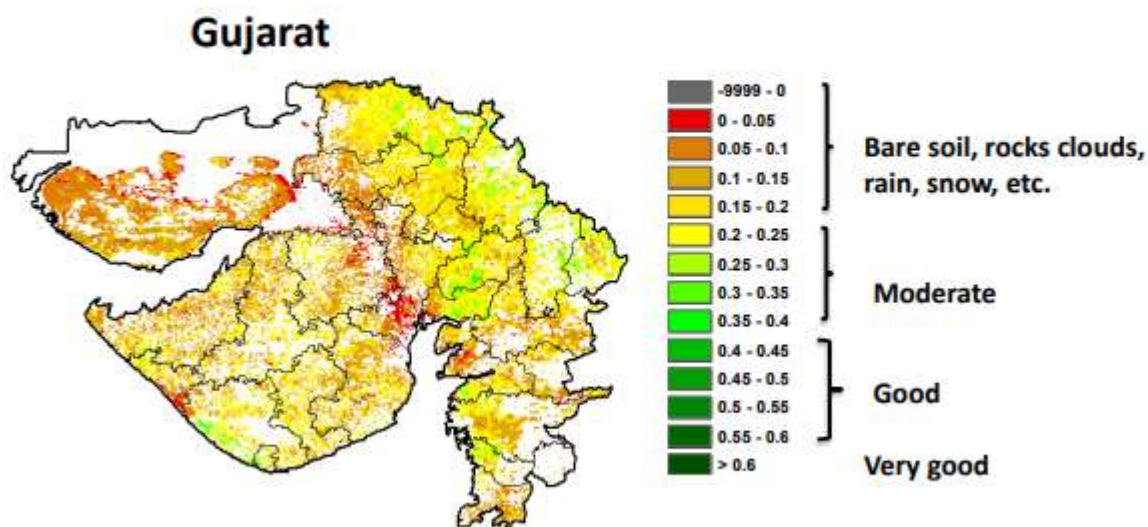 Gujarat
-9999 - 0
0 - 0.05
0.05 - 0.1
0.1 - 0.15
0.15 - 0.2
0.2 - 0.25
0.25 - 0.3
0.3 - 0.35
0.35 - 0.4
0.4 - 0.45
0.45 - 0.5
0.5 - 0.55
0.55 - 0.6
> 0.6
Bare soil, rocks clouds,
rain, snow, etc.
Moderate
Good
Very good